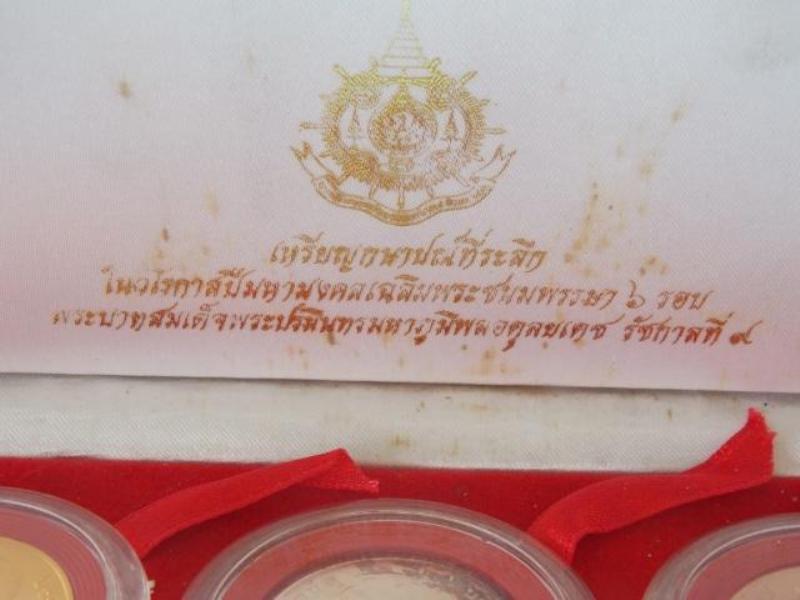 เหรียญกษาปณ์ที่ระลึก
ในวโรกาสปีมหามงคลเฉลิมพระชนมพรรษา ๖ รอบ
พระบาทสมเด็จพระปรมินทรมหาภูมิพลอดุลยเดช รัชกาลที่ ๙